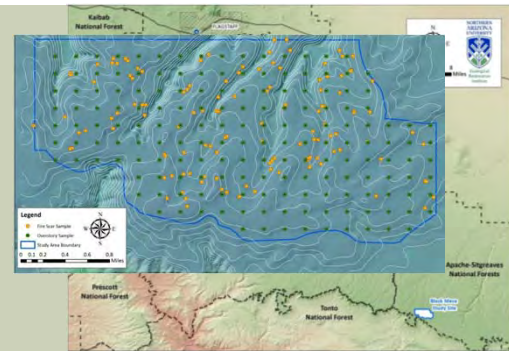 Kaibab
National Forest
FLAGSTAFF
NORTHERN
ARIZONA
UNIVERSITY
Ecological
Restoration
Institute
N
E
8
Miles
Legend
Fire Scar Sample
Overstory Sample
Study Area Boundary
N
E
S
0 0.1 0.2 0.4 0.6 0.8
Miles
Apache-Sitgreaves
National Forests
Prescott
National Forest
Tonto
National Forest
Black Mesa
Study Site